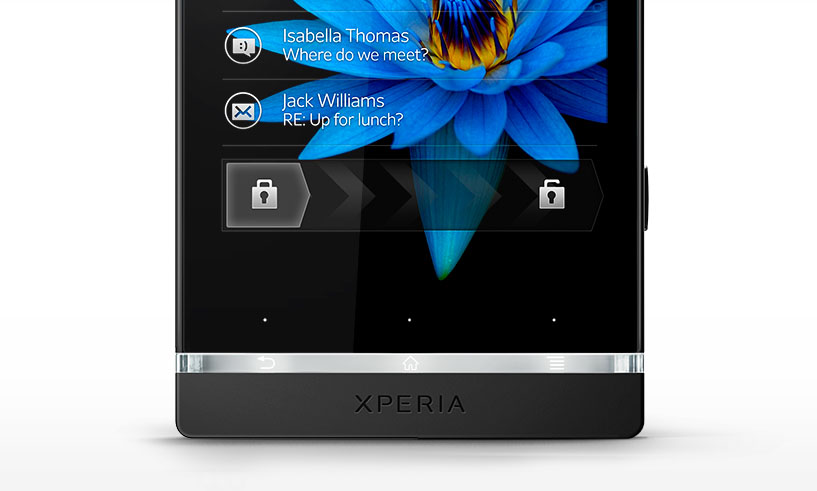 Isabella Thomas
Where do we meet?
Jack Williams
RE: Up for lunch?
XPERIA